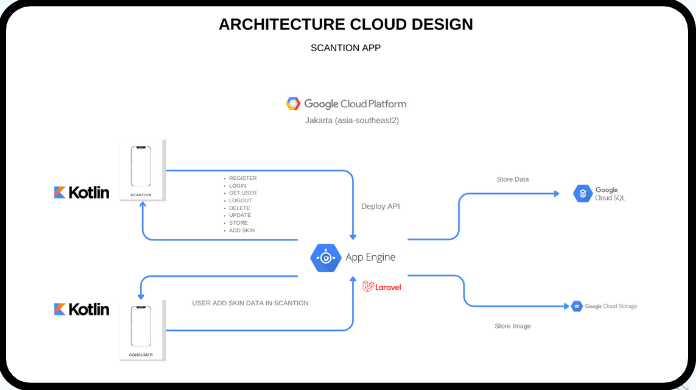 ARCHITECTURE CLOUD DESIGN
SCANTION APP
Google Cloud Platform
Jakarta (asia-southeast2)
Kotlin
SCANTION
• REGISTER
• LOGIN
• GET USER
• LOGOUT
• DELETE
• UPDATE
• STORE
• ADD SKIN
Deploy API
Store Data
Google
Cloud SQL
App Engine
Laravel
Kotlin
CONSUMER
USER ADD SKIN DATA IN SCANTION
Google Cloud Storage
Store Image